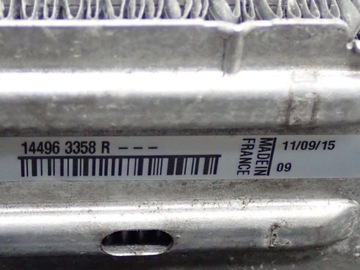 14496 3358 R ---
MADE IN
FRANCE
11/09/15
09